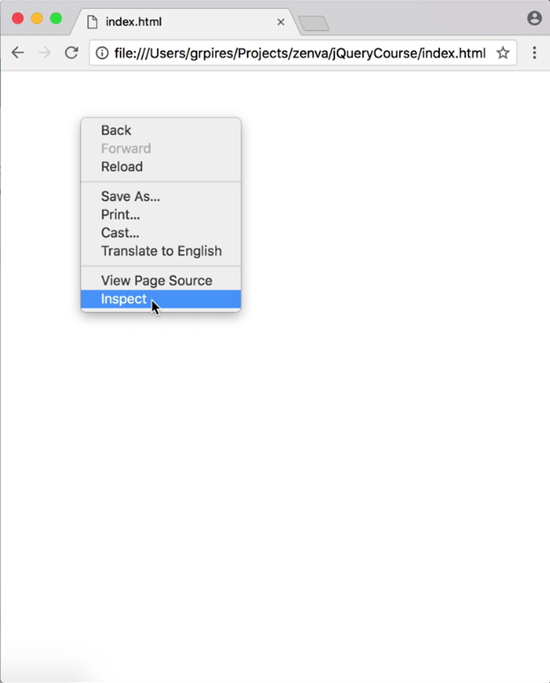 index.html
file:///Users/grpires/Projects/zenva/jQueryCourse/index.html
Back
Forward
Reload
Save As...
Print...
Cast...
Translate to English
View Page Source
Inspect